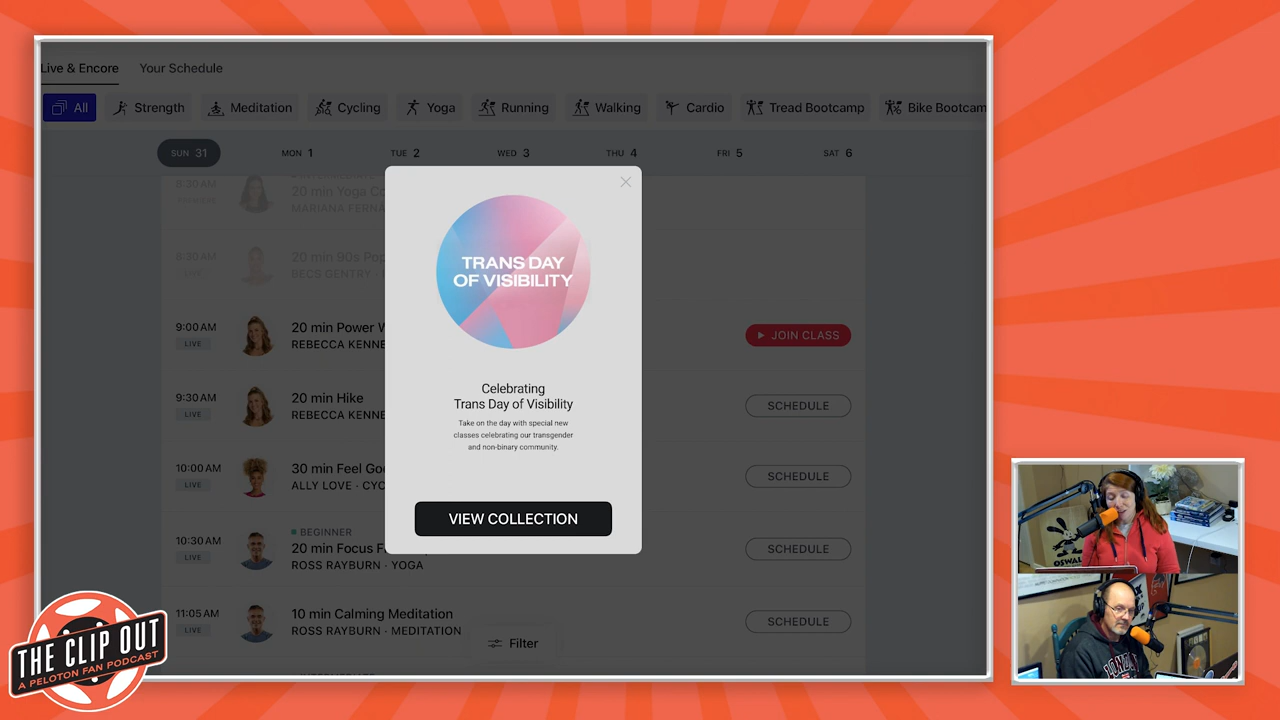 Live & Encore Your Schedule
All Strength Meditation Cycling Yoga Running Walking Cardio Tread Bootcamp Bike Bootcam
SUN 31 MON 1 TUE 2 WED 3 THU 4 FRI 5 SAT 6
8:30 AM
20 min Yoga
MARIANA FERNA
8:30 AM
20 min 90s Pop
BECS GENTRY
9:00 AM
LIVE
20 min Power
REBECCA KENNE
JOIN CLASS
9:30 AM
LIVE
20 min Hike
REBECCA KENNE
SCHEDULE
10:00 AM
LIVE
30 min Feel Goo
ALLY LOVE · CYC
SCHEDULE
10:30 AM
LIVE
BEGINNER
20 min Focus F
ROSS RAYBURN · YOGA
SCHEDULE
11:05 AM
LIVE
10 min Calming Meditation
ROSS RAYBURN · MEDITATION
SCHEDULE
Filter
TRANS DAY
OF VISIBILITY
Celebrating
Trans Day of Visibility
Take on the day with special new
classes celebrating our transgender
and non-binary community.
VIEW COLLECTION
THE CLIP OUT
A PELOTON FAN PODCAST
OSWAL